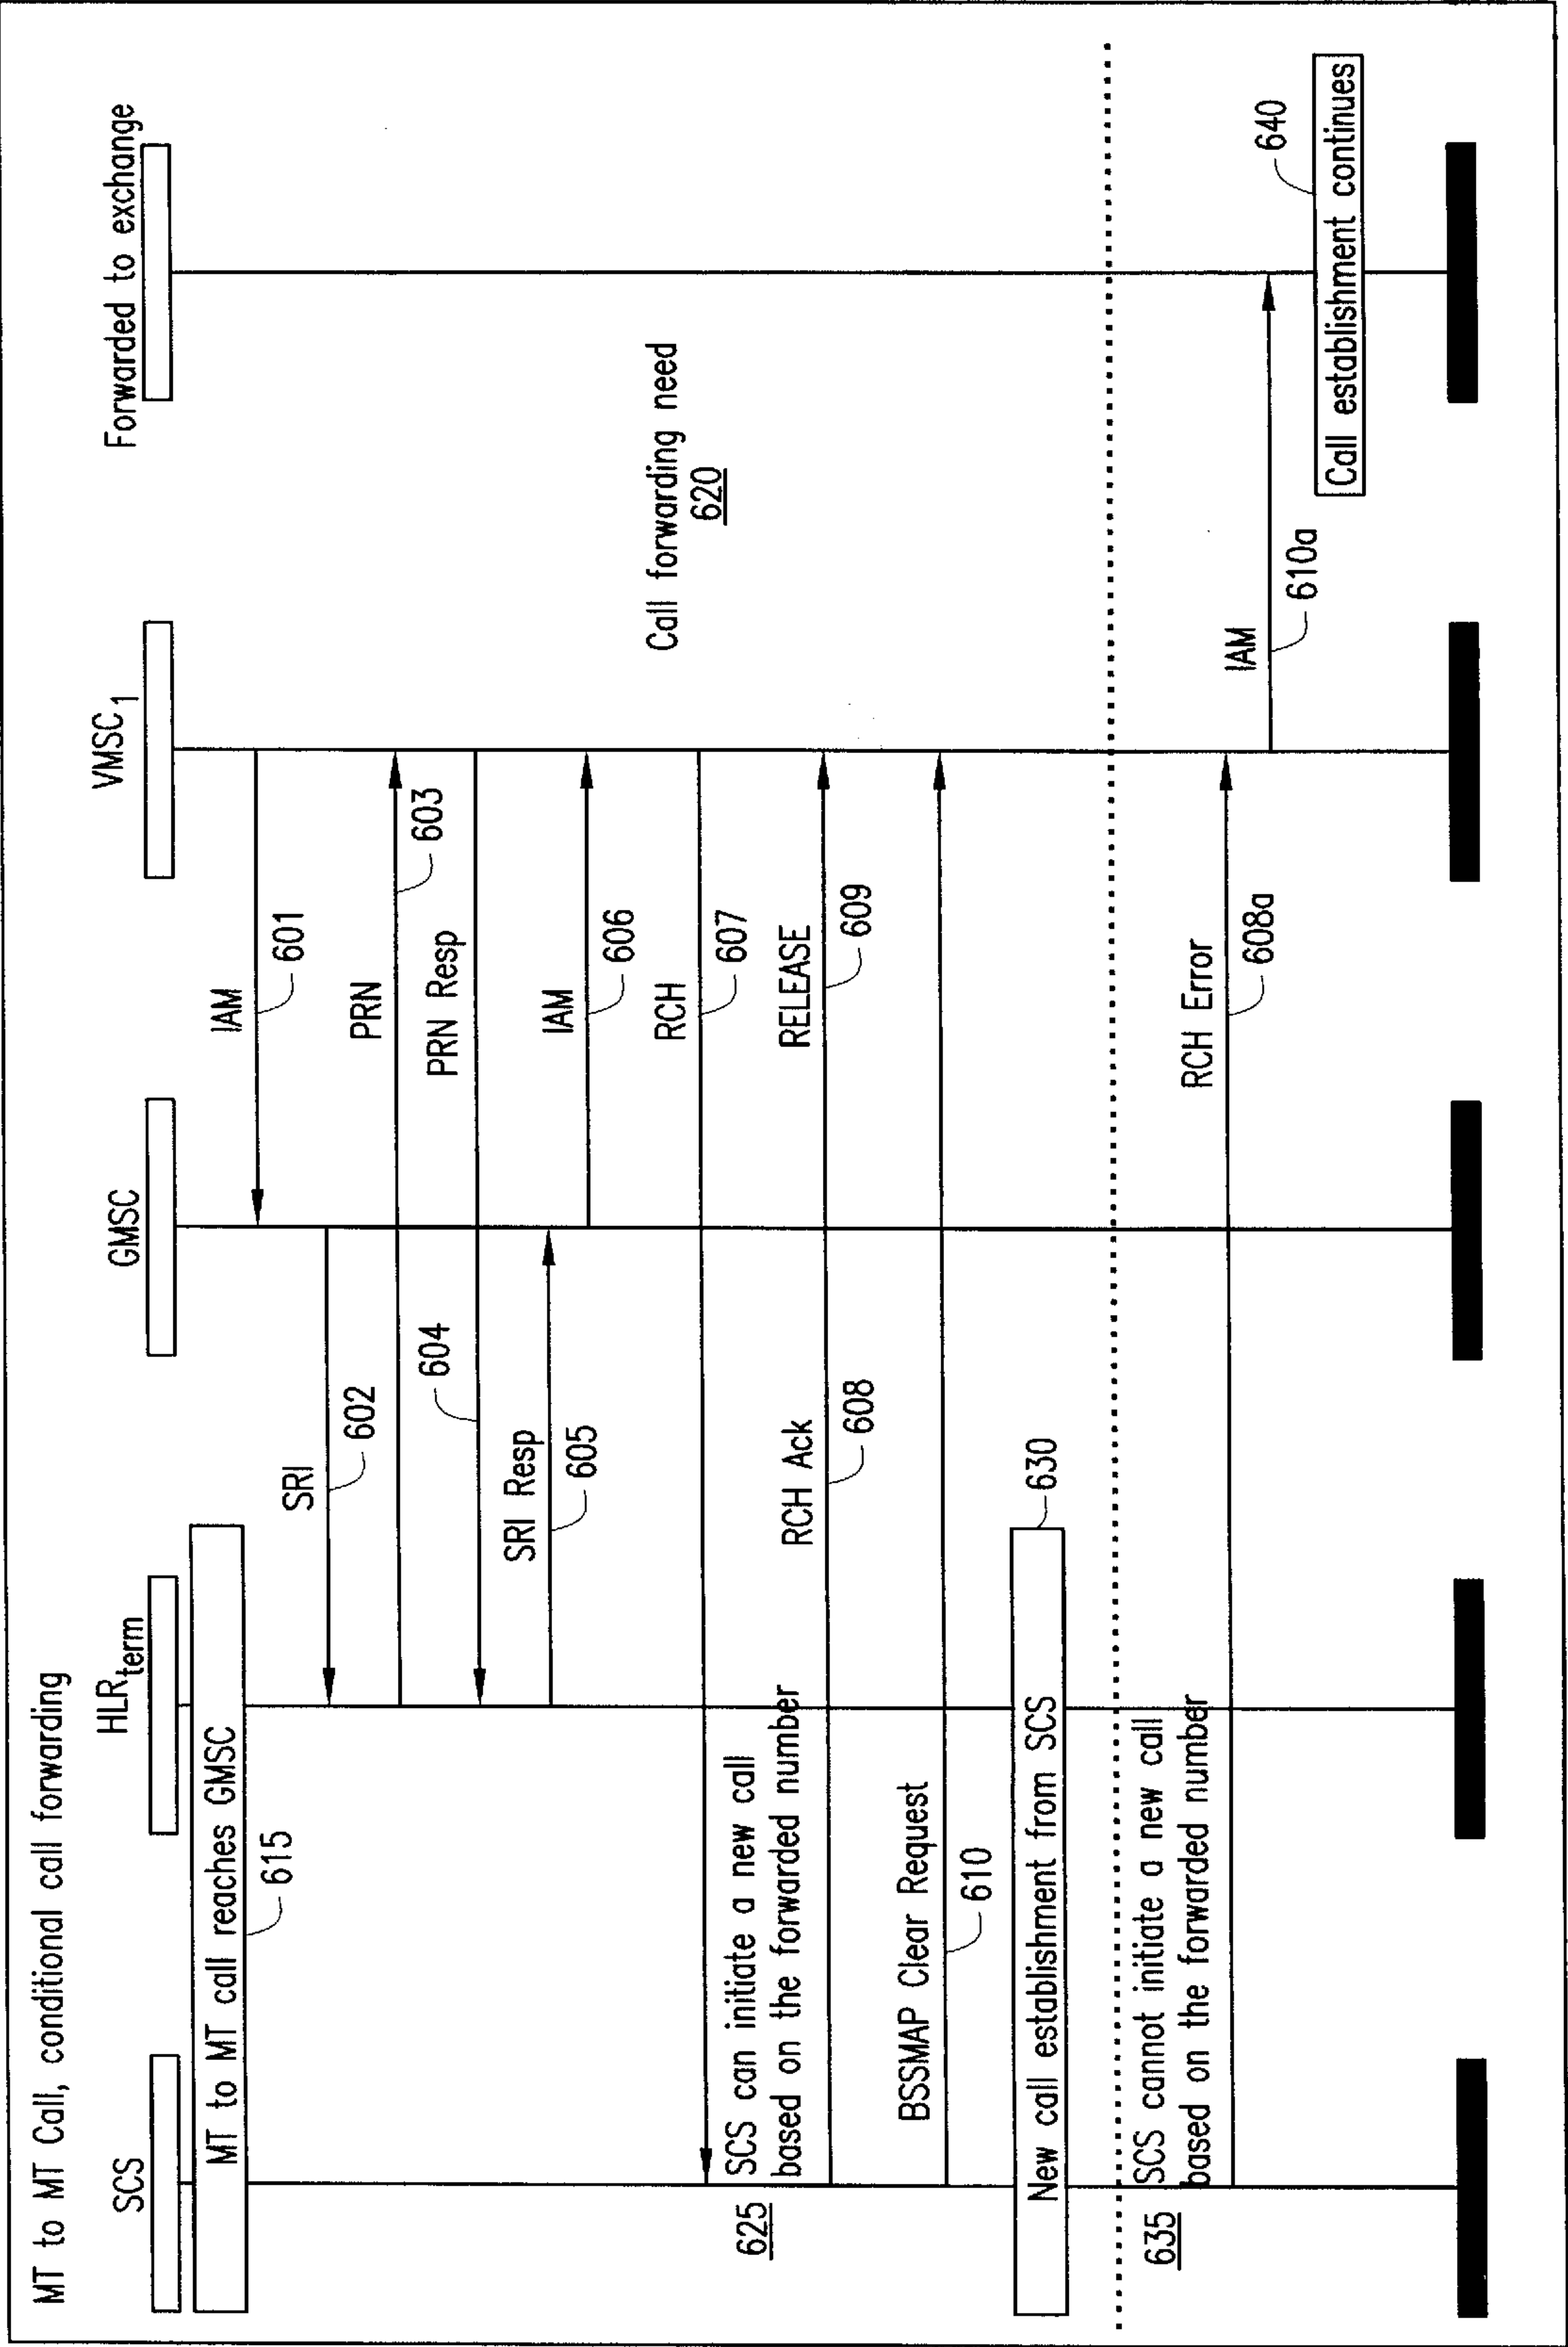 MT to MT Call, conditional call forwarding
SCS
HLRterm
GMSC
VMSC1
Forwarded to exchange
MT to MT call reaches GMSC
615
IAM
601
SRI
602
PRN
603
PRN Resp
604
SRI Resp
605
IAM
606
Call forwarding need
620
RCH
607
625
SCS can initiate a new call
based on the forwarded number
RCH Ack
608
RELEASE
609
BSSMAP Clear Request
610
New call establishment from SCS
630
635
SCS cannot initiate a new call
based on the forwarded number
RCH Error
608a
IAM
610a
640
Call establishment continues